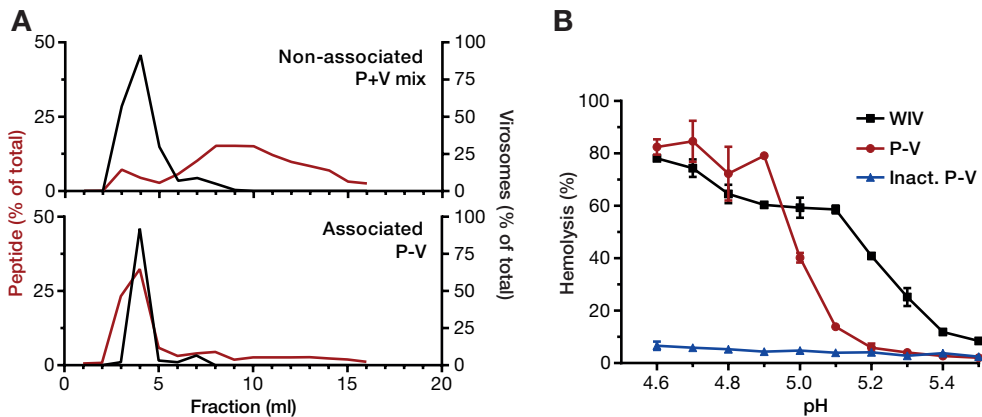 A
50
25
0
100
75
50
25
0
Non-associated
P+V mix
50
25
0
100
75
50
25
0
Associated
P-V
0
5
10
15
20
Peptide (% of total)
Virosomes (% of total)
Fraction (ml)
B
100
80
60
40
20
0
Hemolysis (%)
WIV
P-V
Inact. P-V
4.6
4.8
5.0
5.2
5.4
pH